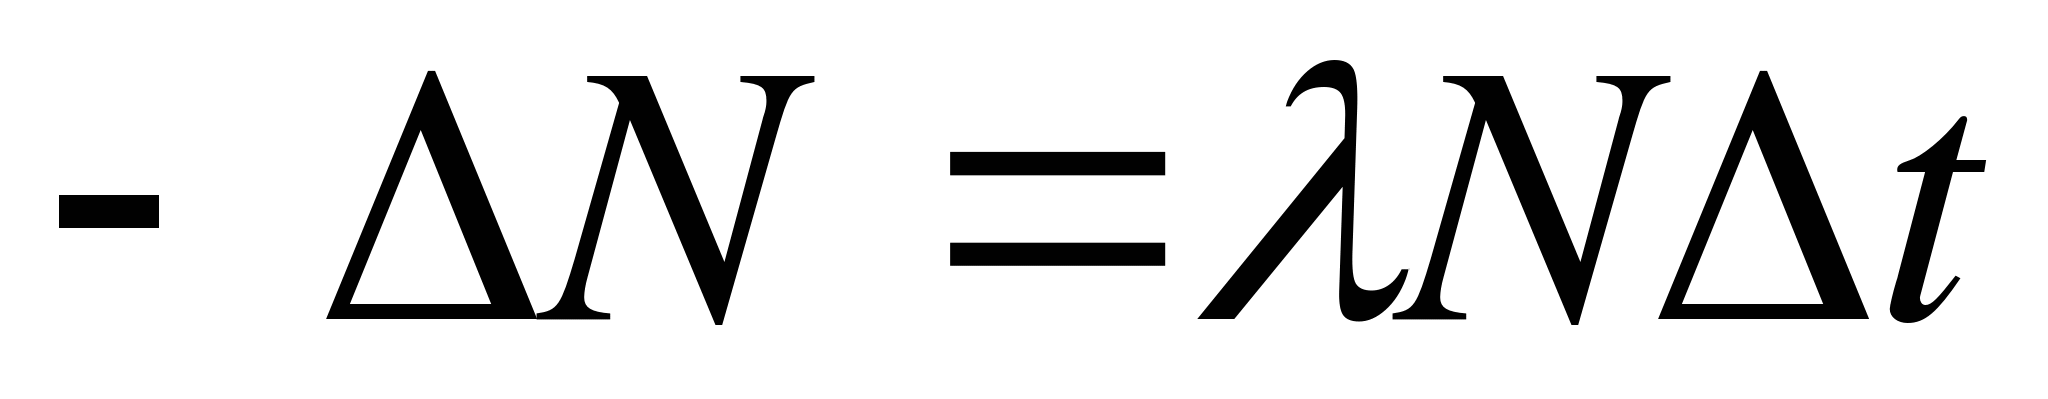 - ΔN = λNΔt